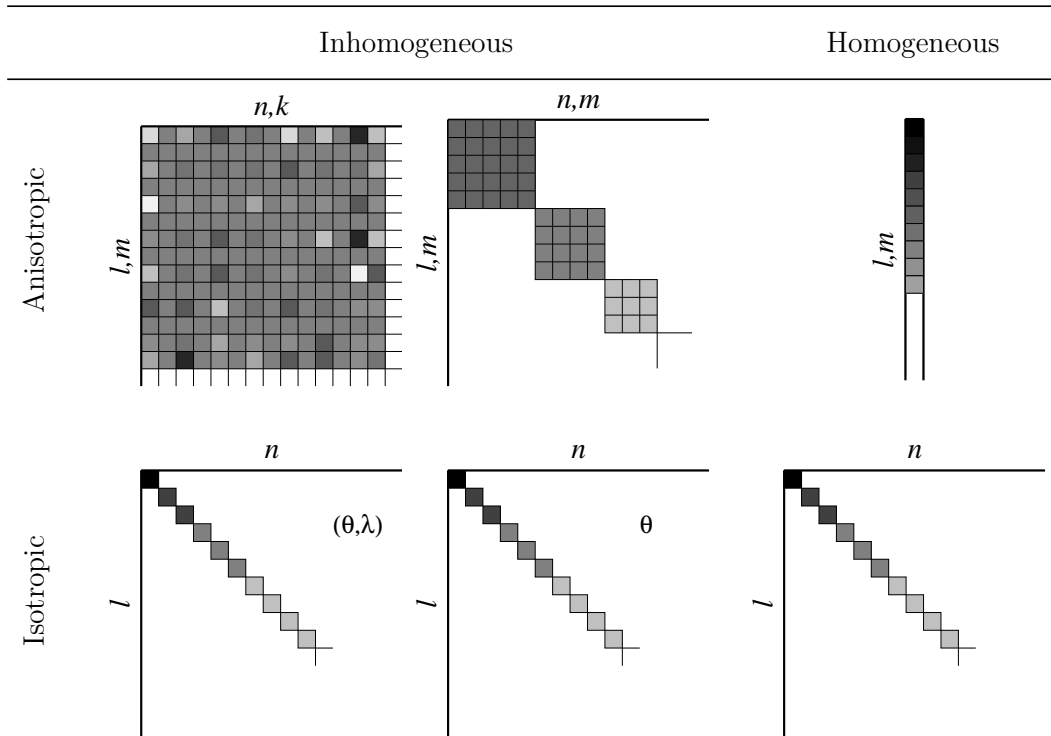 Inhomogeneous Homogeneous
Anisotropic
n,k
l,m
n,m
l,m
l,m
Isotropic
n
l
(θ,λ)
n
l
θ
n
l